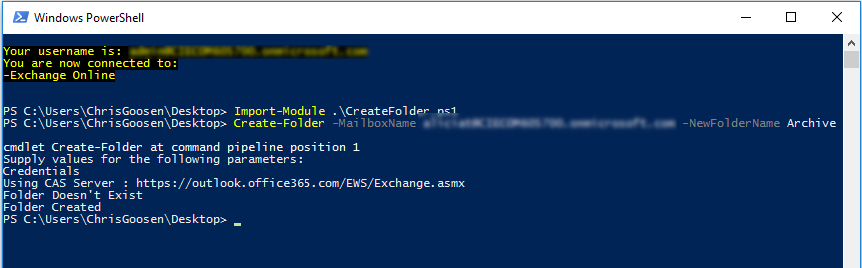 Windows PowerShell
Your username is:
You are now connected to:
-Exchange Online
PS C:\Users\ChrisGoosen\Desktop> Import-Module .\CreateFolder.ps1
PS C:\Users\ChrisGoosen\Desktop> Create-Folder -MailboxName -NewFolderName Archive
cmdlet Create-Folder at command pipeline position 1
Supply values for the following parameters:
Credentials
Using CAS Server : https://outlook.office365.com/EWS/Exchange.asmx
Folder Doesn't Exist
Folder Created
PS C:\Users\ChrisGoosen\Desktop> _